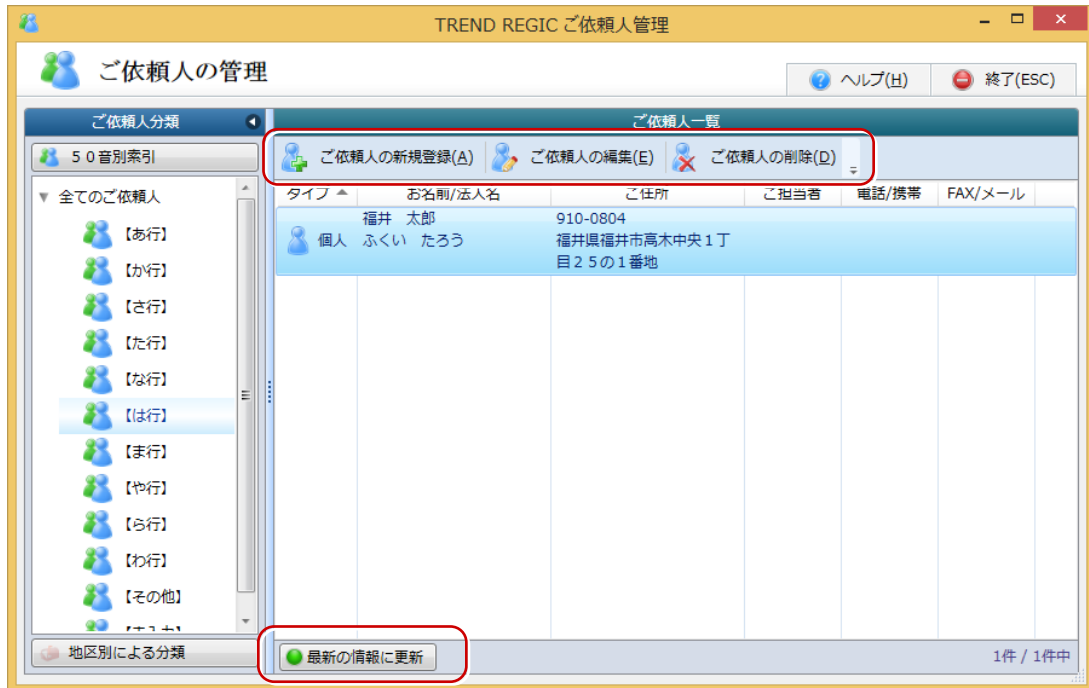 TREND REGIC ご依頼人管理
ご依頼人の管理
ヘルプ(H)
終了(ESC)
ご依頼人分類
ご依頼人一覧
５０音別索引
ご依頼人の新規登録(A)
ご依頼人の編集(E)
ご依頼人の削除(D)
全てのご依頼人
【あ行】
【か行】
【さ行】
【た行】
【な行】
【は行】
【ま行】
【や行】
【ら行】
【わ行】
【その他】
地区別による分類
タイプ お名前/法人名 ご住所 ご担当者 電話/携帯 FAX/メール
個人
福井　太郎
ふくい　たろう
910-0804
福井県福井市高木中央１丁
目２５の１番地
最新の情報に更新
1件 / 1件中